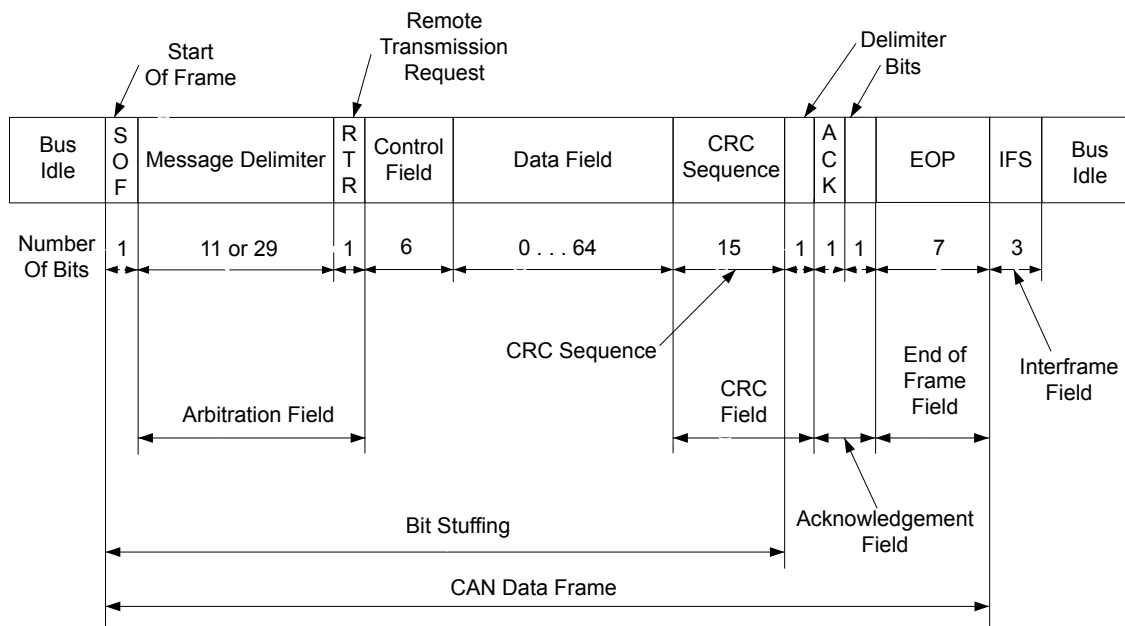 Start
Of Frame
Remote
Transmission
Request
Delimiter
Bits
Bus
Idle
S
O
F
Message Delimiter
R
T
R
Control
Field
Data Field
CRC
Sequence
A
C
K
EOP
IFS
Bus
Idle
Number
Of Bits
1
11 or 29
1
6
0 . . . 64
15
1
1
1
7
3
CRC Sequence
Arbitration Field
CRC
Field
End of
Frame
Field
Interframe
Field
Bit Stuffing
Acknowledgement
Field
CAN Data Frame